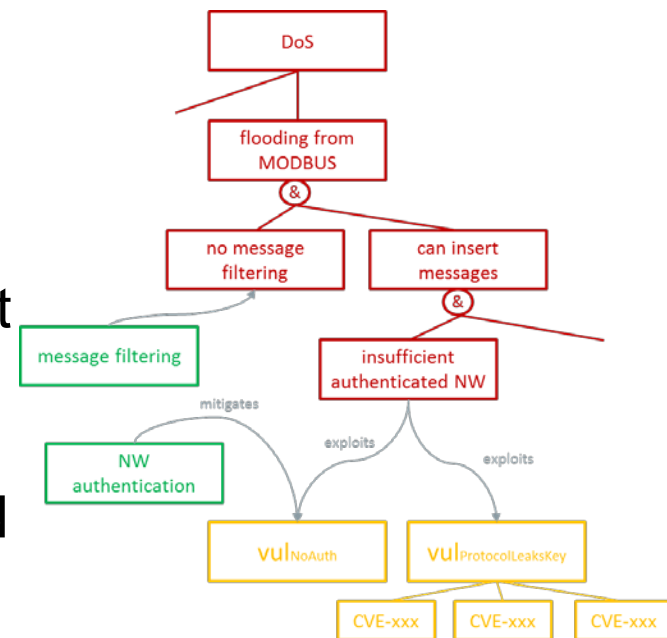 DoS
flooding from
MODBUS
&
no message
filtering
can insert
messages
&
t
message filtering
insufficient
authenticated NW
mitigates
NW
authentication
exploits
exploits
vulNoAuth
vulProtocolLeaksKey
CVE-xxx
CVE-xxx
CVE-xxx